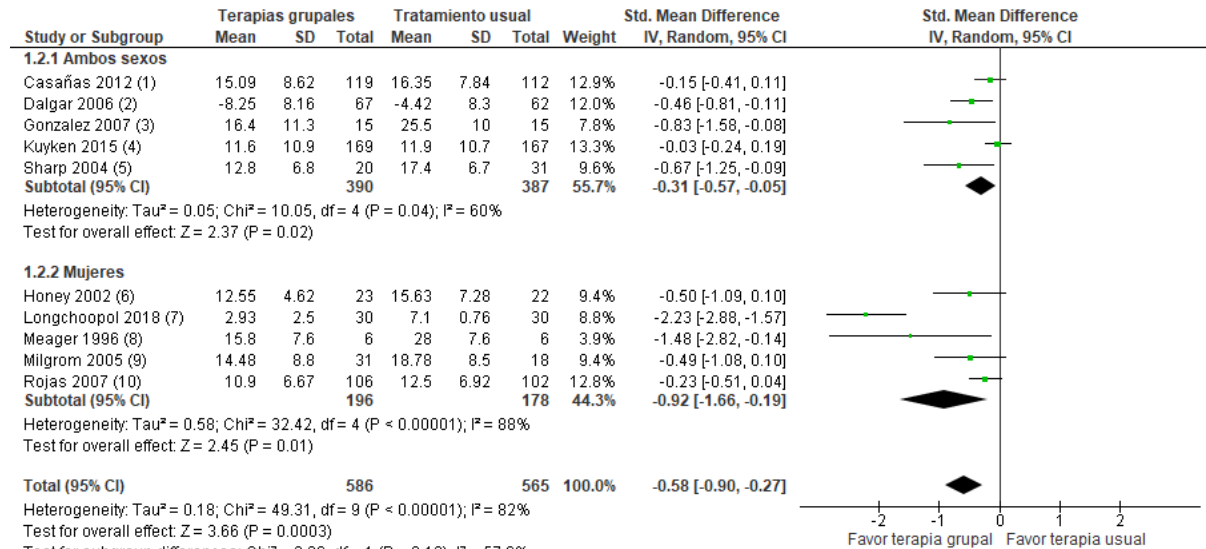 Terapias grupales Tratamiento usual Std. Mean Difference Std. Mean Difference
Study or Subgroup Mean SD Total Mean SD Total Weight IV, Random, 95% CI IV, Random, 95% CI
1.2.1 Ambos sexos
Casañas 2012 (1) 15.09 8.62 119 16.35 7.84 112 12.9% -0.15 [-0.41, 0.11]
Dalgar 2006 (2) -8.25 8.16 67 -4.42 8.3 62 12.0% -0.46 [-0.81, -0.11]
Gonzalez 2007 (3) 16.4 11.3 15 25.5 10 15 7.8% -0.83 [-1.58, -0.08]
Kuyken 2015 (4) 11.6 10.9 169 11.9 10.7 167 13.3% -0.03 [-0.24, 0.19]
Sharp 2004 (5) 12.8 6.8 20 17.4 6.7 31 9.6% -0.67 [-1.25, -0.09]
Subtotal (95% CI) 390 387 55.7% -0.31 [-0.57, -0.05]
Heterogeneity: Tau² = 0.05; Chi² = 10.05, df = 4 (P = 0.04); I² = 60%
Test for overall effect: Z = 2.37 (P = 0.02)
1.2.2 Mujeres
Honey 2002 (6) 12.55 4.62 23 15.63 7.28 22 9.4% -0.50 [-1.09, 0.10]
Longchoopol 2018 (7) 2.93 2.5 30 7.1 0.76 30 8.8% -2.23 [-2.88, -1.57]
Meager 1996 (8) 15.8 7.6 6 28 7.6 6 3.9% -1.48 [-2.82, -0.14]
Milgrom 2005 (9) 14.48 8.8 31 18.78 8.5 18 9.4% -0.49 [-1.08, 0.10]
Rojas 2007 (10) 10.9 6.67 106 12.5 6.92 102 12.8% -0.23 [-0.51, 0.04]
Subtotal (95% CI) 196 178 44.3% -0.92 [-1.66, -0.19]
Heterogeneity: Tau² = 0.58; Chi² = 32.42, df = 4 (P < 0.00001); I² = 88%
Test for overall effect: Z = 2.45 (P = 0.01)
Total (95% CI) 586 565 100.0% -0.58 [-0.90, -0.27]
Heterogeneity: Tau² = 0.18; Chi² = 49.31, df = 9 (P < 0.00001); I² = 82%
Test for overall effect: Z = 3.66 (P = 0.0003)
-2 -1 0 1 2
Favor terapia grupal Favor terapia usual